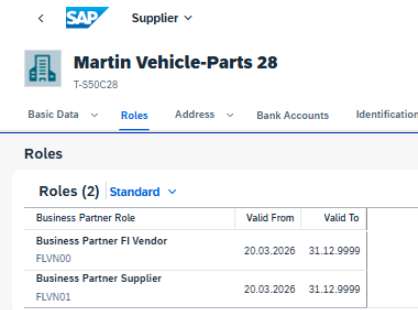 SAP Supplier
Martin Vehicle-Parts 28
T-S50C28
Basic Data Roles Address Bank Accounts Identification
Roles
Roles (2) Standard
Business Partner Role Valid From Valid To
Business Partner FI Vendor
FLVN00 20.03.2026 31.12.9999
Business Partner Supplier
FLVN01 20.03.2026 31.12.9999